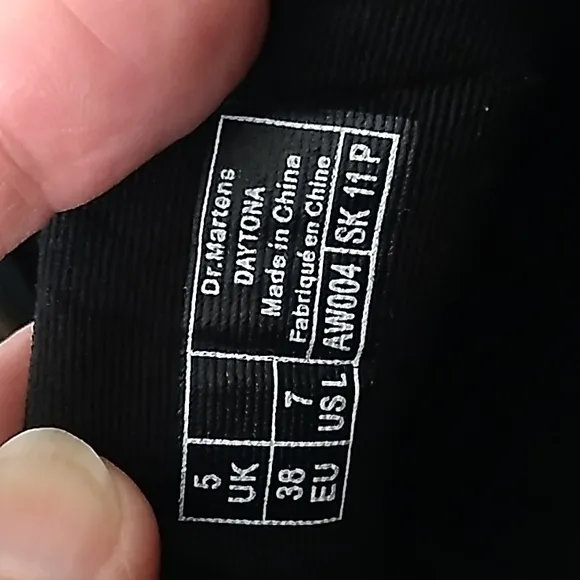 Dr.Martens
DAYTONA
Made in China
Fabriqué en Chine
AW004 SK 11 P
5
UK
38
EU
7
US L